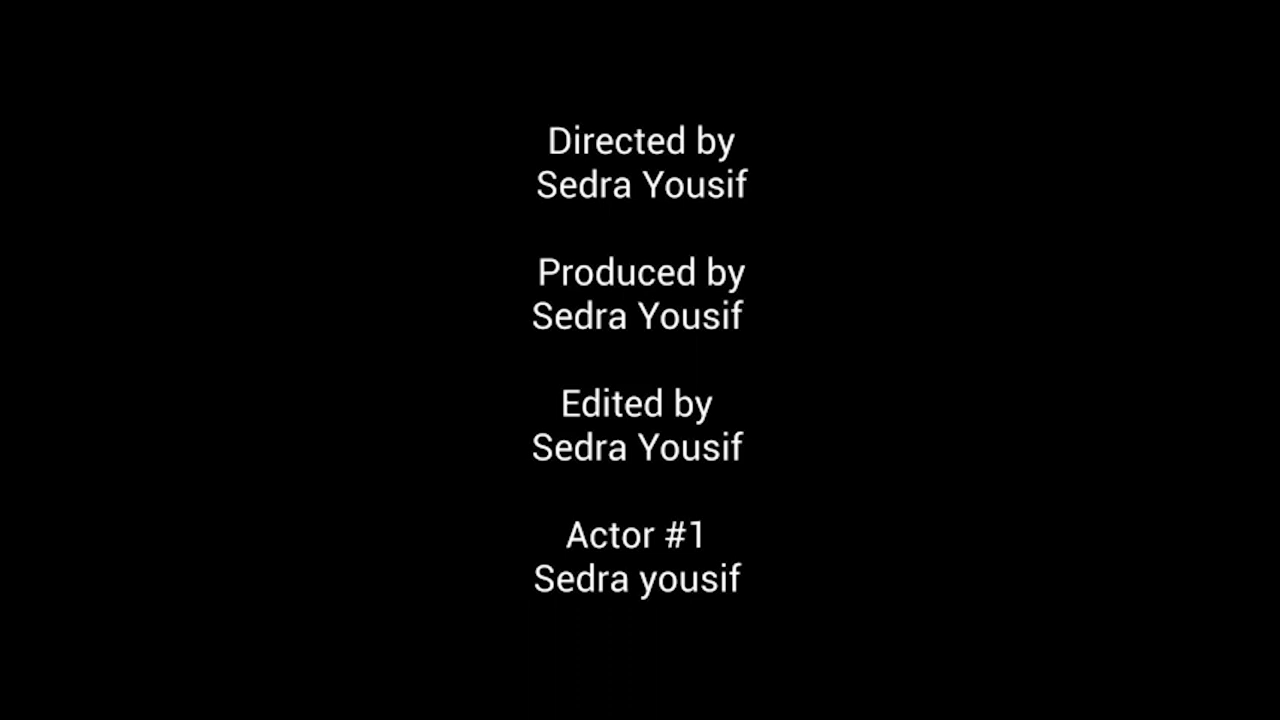 Directed by
Sedra Yousif
Produced by
Sedra Yousif
Edited by
Sedra Yousif
Actor #1
Sedra yousif